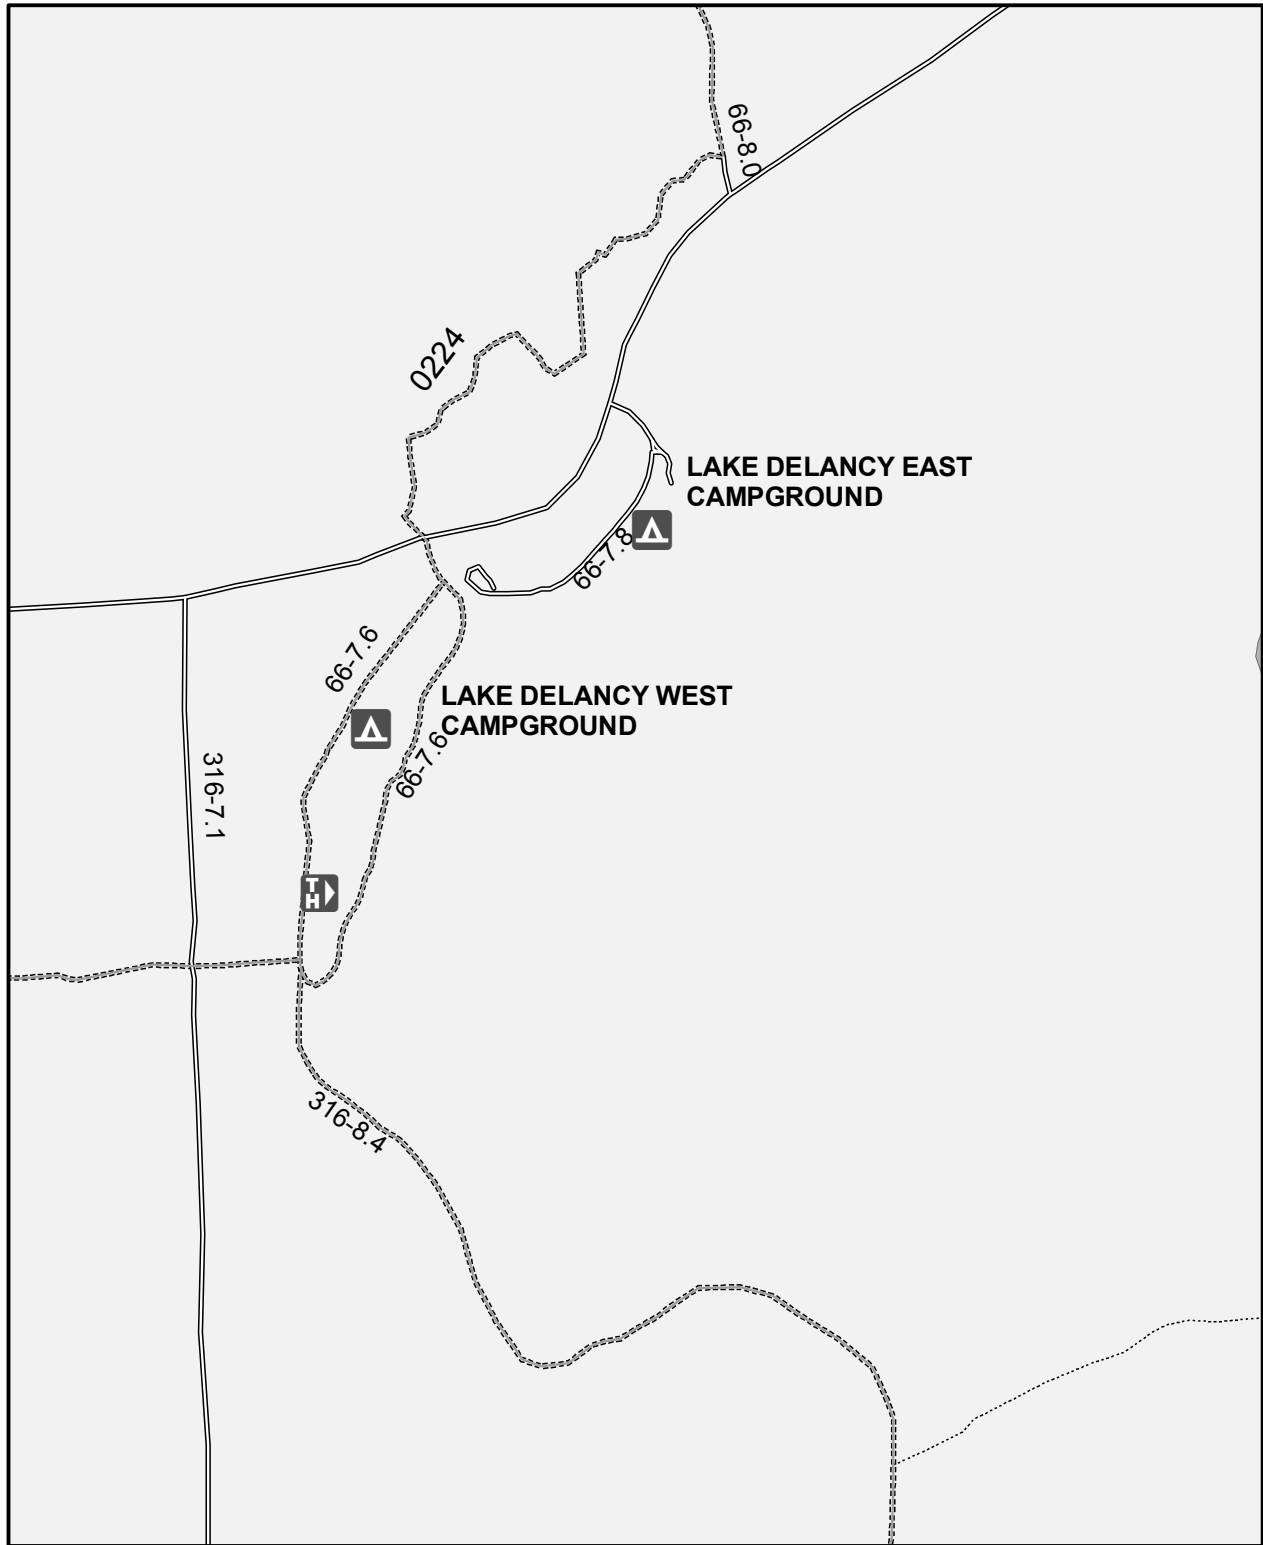 66-8.0
0224
LAKE DELANCY EAST
CAMPGROUND
66-7.8
66-7.6
LAKE DELANCY WEST
CAMPGROUND
66-7.6
316-7.1
T
H
316-8.4